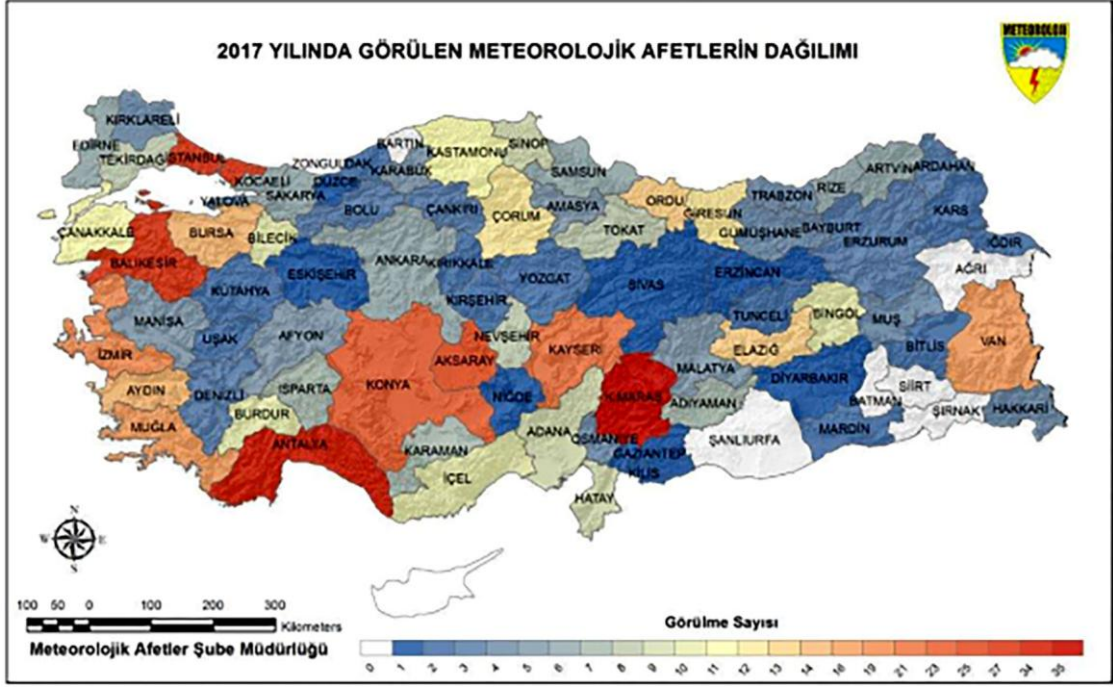 2017 YILINDA GÖRÜLEN METEOROLOJİK AFETLERİN DAĞILIMI
METEOROLOJİ
KIRKLARELİ
EDİRNE
TEKİRDAĞ
İSTANBUL
KOCAELİ
YALOVA
SAKARYA
DÜZCE
ZONGULDAK
BARTIN
KARABÜK
KASTAMONU
SİNOP
SAMSUN
ORDU
GİRESUN
TRABZON
RİZE
ARTVİN
ARDAHAN
ÇANAKKALE
BURSA
BİLECİK
BOLU
ÇANKIRI
ÇORUM
AMASYA
TOKAT
GÜMÜŞHANE
BAYBURT
ERZURUM
KARS
IĞDIR
BALIKESİR
KÜTAHYA
ESKİŞEHİR
ANKARA
KIRIKKALE
YOZGAT
SİVAS
ERZİNCAN
AĞRI
MANİSA
UŞAK
AFYON
KIRŞEHİR
NEVŞEHİR
KAYSERİ
MALATYA
TUNCELİ
ELAZIĞ
BİNGÖL
MUŞ
BİTLİS
VAN
İZMİR
AYDIN
DENİZLİ
ISPARTA
BURDUR
KONYA
AKSARAY
NİĞDE
K.MARAŞ
ADIYAMAN
DİYARBAKIR
BATMAN
SİİRT
ŞIRNAK
HAKKARİ
MUĞLA
ANTALYA
KARAMAN
İÇEL
ADANA
OSMANİYE
GAZİANTEP
KİLİS
ŞANLIURFA
MARDİN
HATAY
N
W E
S
100 50 0 100 200 300
Kilometers
Meteorolojik Afetler Şube Müdürlüğü
Görülme Sayısı
0 1 2 3 4 5 6 7 8 9 10 11 12 13 14 16 19 21 23 25 27 34 35